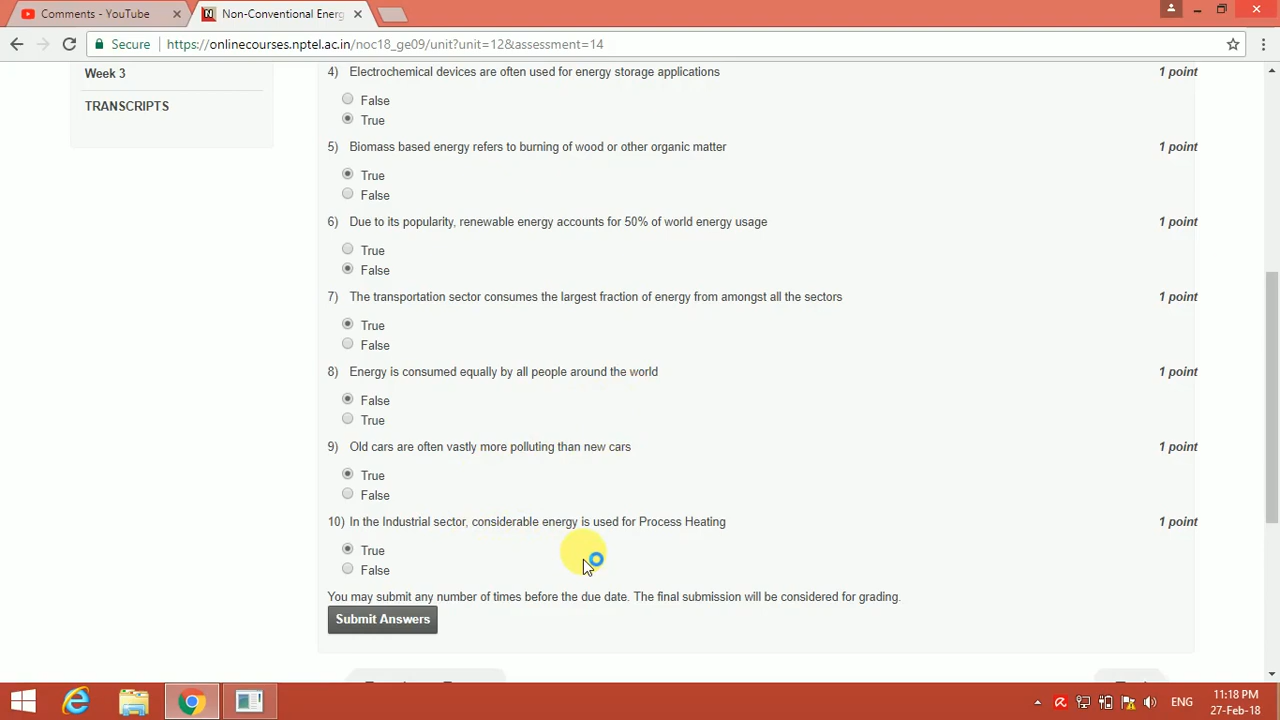 Comments - YouTube
Non-Conventional Energ
Secure https://onlinecourses.nptel.ac.in/noc18_ge09/unit?unit=12&assessment=14
Week 3
TRANSCRIPTS
4) Electrochemical devices are often used for energy storage applications 1 point
False
True
5) Biomass based energy refers to burning of wood or other organic matter 1 point
True
False
6) Due to its popularity, renewable energy accounts for 50% of world energy usage 1 point
True
False
7) The transportation sector consumes the largest fraction of energy from amongst all the sectors 1 point
True
False
8) Energy is consumed equally by all people around the world 1 point
False
True
9) Old cars are often vastly more polluting than new cars 1 point
True
False
10) In the Industrial sector, considerable energy is used for Process Heating 1 point
True
False
You may submit any number of times before the due date. The final submission will be considered for grading.
Submit Answers
ENG
11:18 PM
27-Feb-18